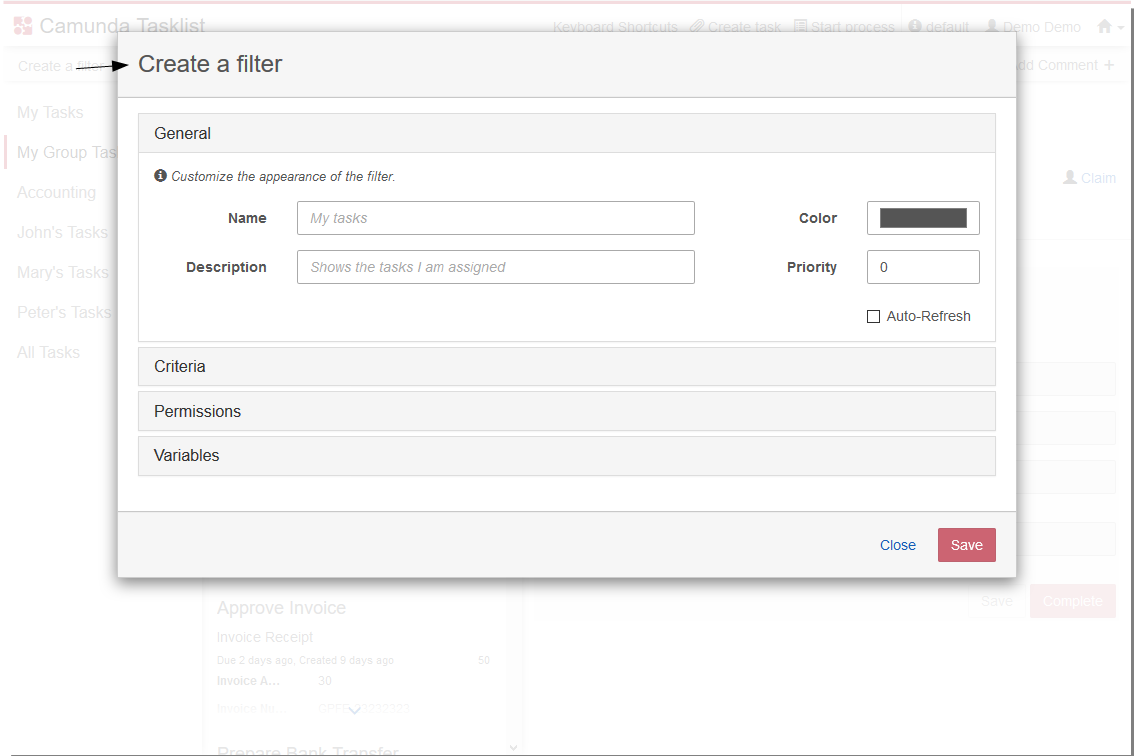 Camunda Tasklist
Keyboard Shortcuts Create task Start process default Demo Demo
Create a filter
Create a filter
Add Comment +
My Tasks
My Group Tas
Accounting
John's Tasks
Mary's Tasks
Peter's Tasks
All Tasks
General
Customize the appearance of the filter.
Name My tasks Color
Description Shows the tasks I am assigned Priority 0
Auto-Refresh
Criteria
Permissions
Variables
Close Save
Claim
Approve Invoice
Invoice Receipt
Due 2 days ago, Created 9 days ago 50
Invoice A... 30
Invoice Nu...
Prepare Bank Transfer
Save Complete